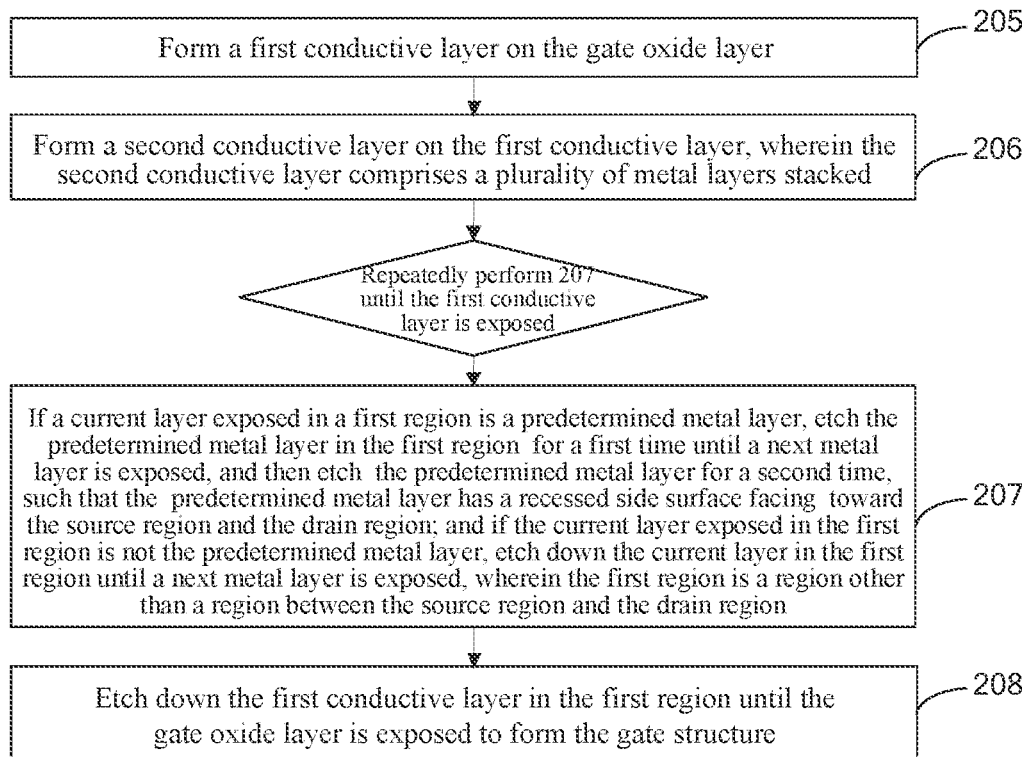 Form a first conductive layer on the gate oxide layer
205
Form a second conductive layer on the first conductive layer, wherein the
second conductive layer comprises a plurality of metal layers stacked
206
Repeatedly perform 207
until the first conductive
layer is exposed
If a current layer exposed in a first region is a predetermined metal layer, etch the
predetermined metal layer in the first region for a first time until a next metal
layer is exposed, and then etch the predetermined metal layer for a second time,
such that the predetermined metal layer has a recessed side surface facing toward
the source region and the drain region; and if the current layer exposed in the first
region is not the predetermined metal layer, etch down the current layer in the first
region until a next metal layer is exposed, wherein the first region is a region other
than a region between the source region and the drain region
207
Etch down the first conductive layer in the first region until the
gate oxide layer is exposed to form the gate structure
208